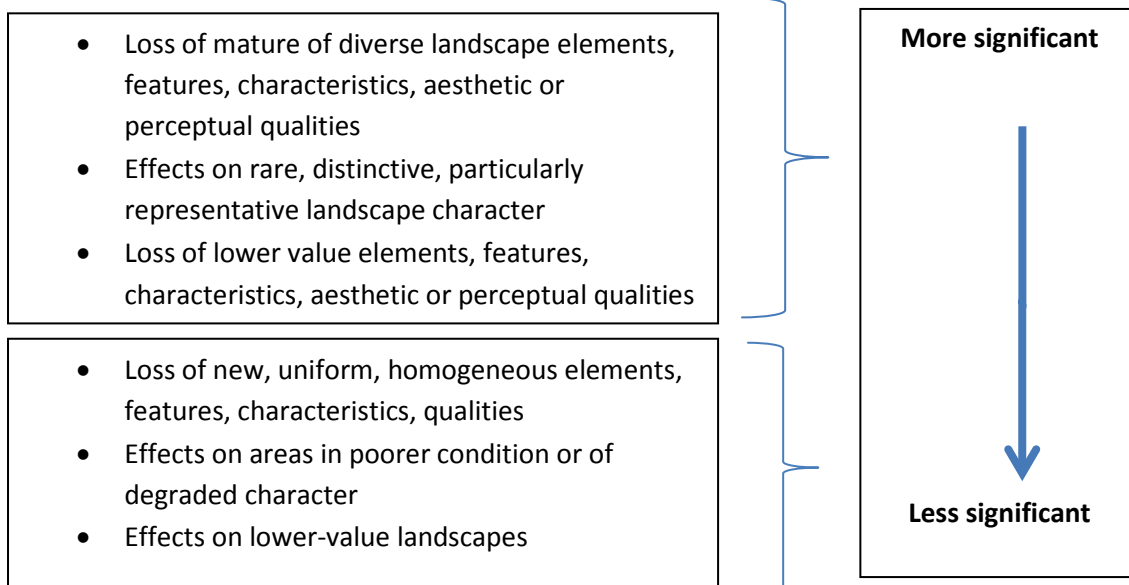 • Loss of mature of diverse landscape elements,
features, characteristics, aesthetic or
perceptual qualities
• Effects on rare, distinctive, particularly
representative landscape character
• Loss of lower value elements, features,
characteristics, aesthetic or perceptual qualities
• Loss of new, uniform, homogeneous elements,
features, characteristics, qualities
• Effects on areas in poorer condition or of
degraded character
• Effects on lower-value landscapes
More significant
Less significant